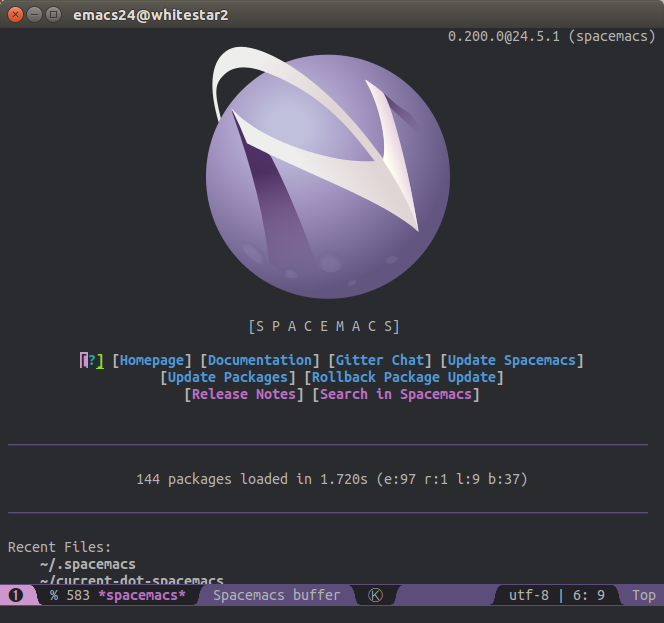 emacs24@whitestar2
0.200.0@24.5.1 (spacemacs)
[S P A C E M A C S]
[?] [Homepage] [Documentation] [Gitter Chat] [Update Spacemacs]
[Update Packages] [Rollback Package Update]
[Release Notes] [Search in Spacemacs]
144 packages loaded in 1.720s (e:97 r:1 l:9 b:37)
Recent Files:
~/.spacemacs
~/current-dot-spacemacs
❶ % 583 *spacemacs* Spacemacs buffer Ⓚ utf-8 | 6: 9 Top